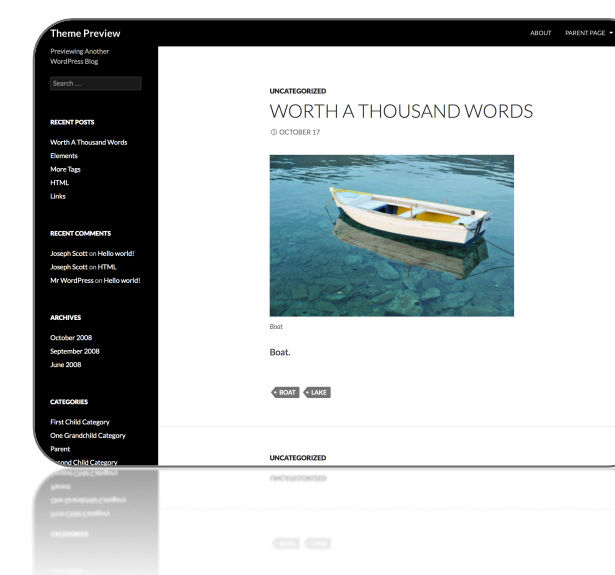 Theme Preview
ABOUT PARENT PAGE
Previewing Another
WordPress Blog
Search ...
RECENT POSTS
Worth A Thousand Words
Elements
More Tags
HTML
Links
RECENT COMMENTS
Joseph Scott on Hello world!
Joseph Scott on HTML
Mr WordPress on Hello world!
ARCHIVES
October 2008
September 2008
June 2008
CATEGORIES
First Child Category
One Grandchild Category
Parent
Second Child Category
UNCATEGORIZED
WORTH A THOUSAND WORDS
OCTOBER 17
Boat
Boat.
BOAT LAKE
UNCATEGORIZED